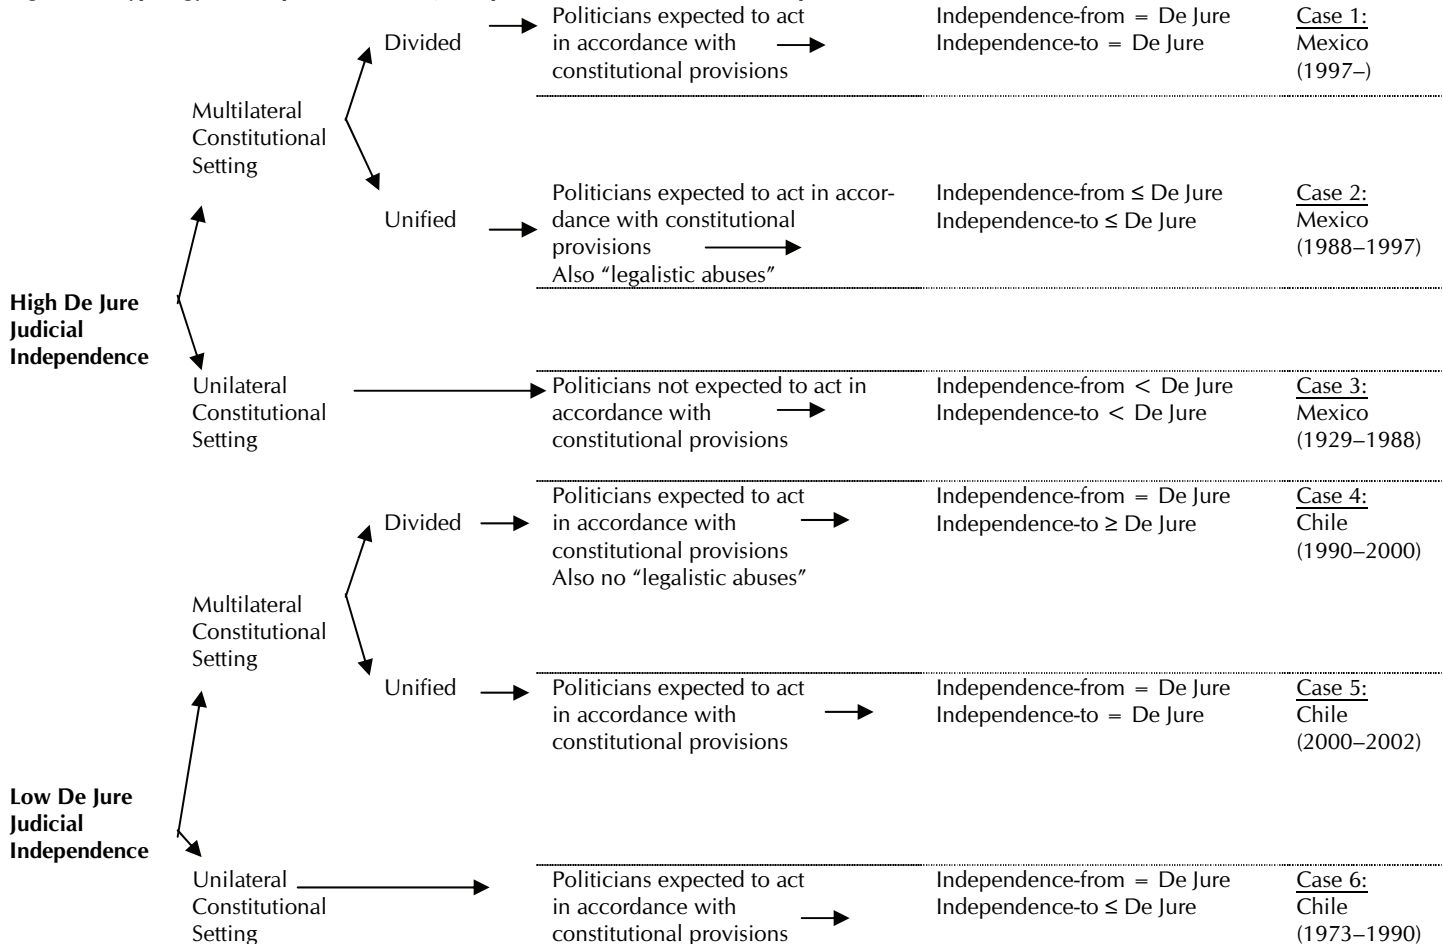 Divided
Politicians expected to act
in accordance with
constitutional provisions
Independence-from = De Jure
Independence-to = De Jure
Case 1:
Mexico
(1997–)
Multilateral
Constitutional
Setting
Unified
Politicians expected to act in accor-
dance with constitutional
provisions
Also “legalistic abuses”
Independence-from ≤ De Jure
Independence-to ≤ De Jure
Case 2:
Mexico
(1988–1997)
High De Jure
Judicial
Independence
Unilateral
Constitutional
Setting
Politicians not expected to act in
accordance with
constitutional provisions
Independence-from < De Jure
Independence-to < De Jure
Case 3:
Mexico
(1929–1988)
Divided
Politicians expected to act
in accordance with
constitutional provisions
Also no “legalistic abuses”
Independence-from = De Jure
Independence-to ≥ De Jure
Case 4:
Chile
(1990–2000)
Multilateral
Constitutional
Setting
Unified
Politicians expected to act
in accordance with
constitutional provisions
Independence-from = De Jure
Independence-to = De Jure
Case 5:
Chile
(2000–2002)
Low De Jure
Judicial
Independence
Unilateral
Constitutional
Setting
Politicians expected to act
in accordance with
constitutional provisions
Independence-from = De Jure
Independence-to ≤ De Jure
Case 6:
Chile
(1973–1990)